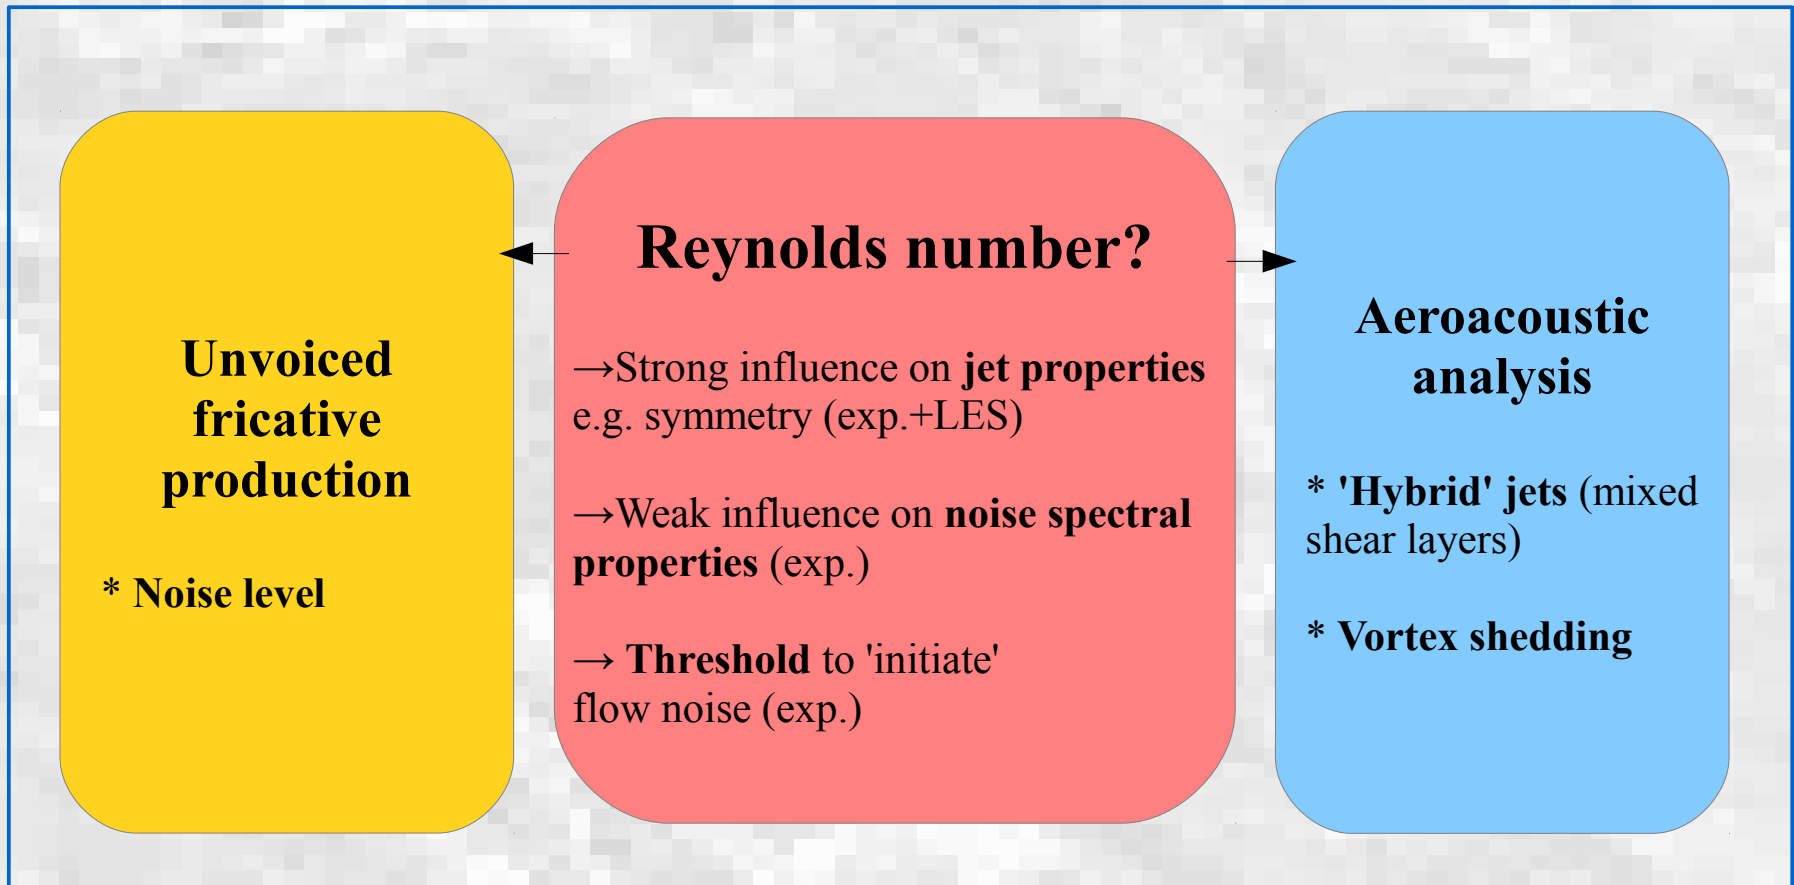 Unvoiced
fricative
production
* Noise level
Reynolds number?
→Strong influence on jet properties
e.g. symmetry (exp.+LES)
→Weak influence on noise spectral
properties (exp.)
→ Threshold to 'initiate'
flow noise (exp.)
Aeroacoustic
analysis
* 'Hybrid' jets (mixed
shear layers)
* Vortex shedding